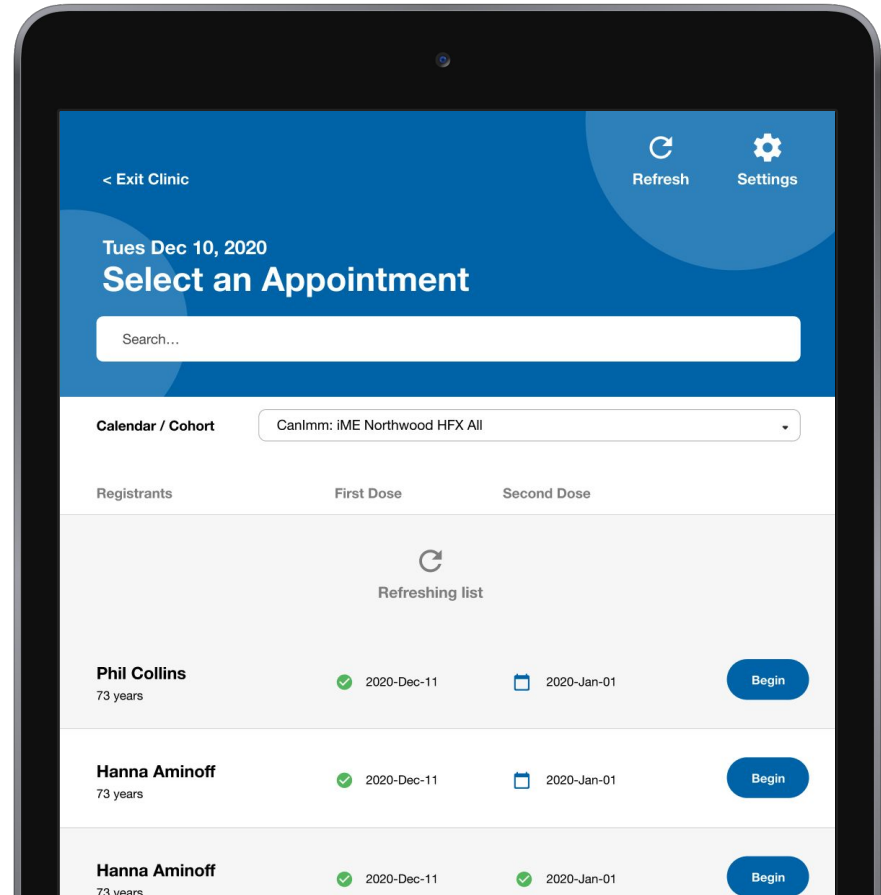 Refresh
Settings
< Exit Clinic
Tues Dec 10, 2020
Select an Appointment
Search...
Calendar / Cohort CanImm: iME Northwood HFX All
Registrants First Dose Second Dose
Refreshing list
Phil Collins
73 years
2020-Dec-11 2020-Jan-01 Begin
Hanna Aminoff
73 years
2020-Dec-11 2020-Jan-01 Begin
Hanna Aminoff
73 years
2020-Dec-11 2020-Jan-01 Begin